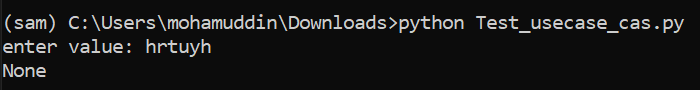 (sam) C:\Users\mohamuddin\Downloads>python Test_usecase_cas.py
enter value: hrtuyh
None